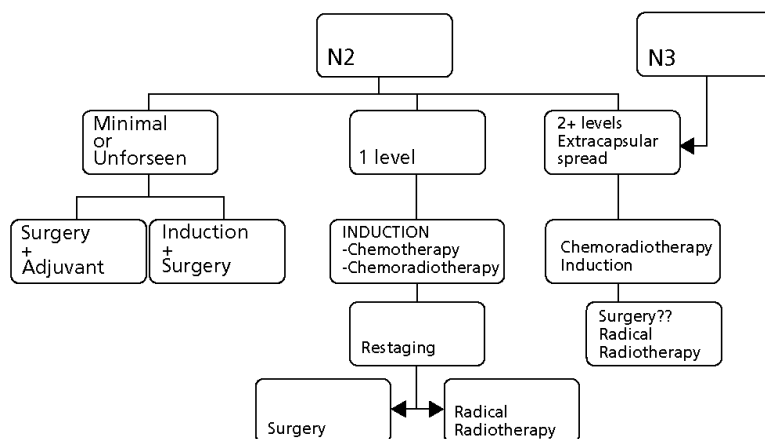 N2
N3
Minimal
or
Unforseen
1 level
2+ levels
Extracapsular
spread
Surgery
+
Adjuvant
Induction
+
Surgery
INDUCTION
-Chemotherapy
-Chemoradiotherapy
Chemoradiotherapy
Induction
Restaging
Surgery??
Radical
Radiotherapy
Surgery
Radical
Radiotherapy